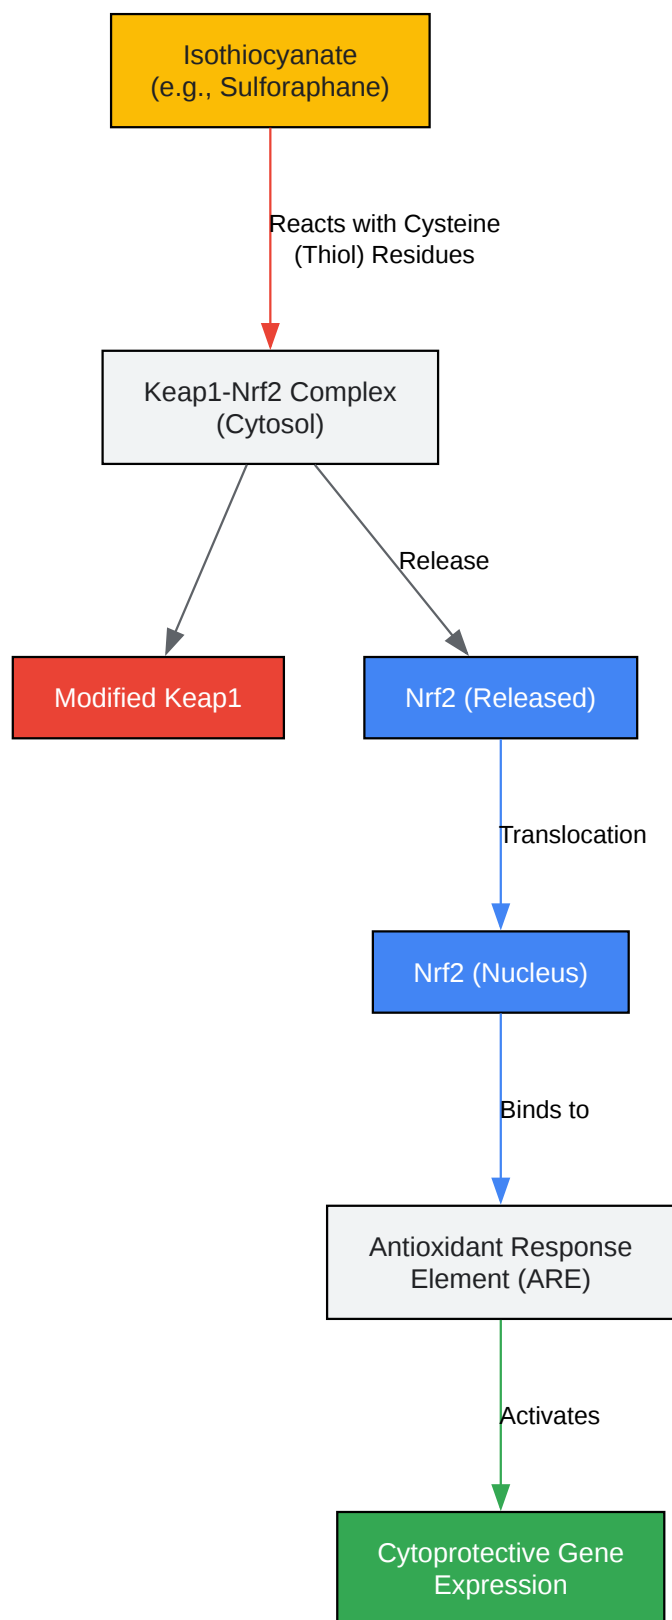 Isothiocyanate
(e.g., Sulforaphane)
Reacts with Cysteine
(Thiol) Residues
Keap1-Nrf2 Complex
(Cytosol)
Release
Modified Keap1
Nrf2 (Released)
Translocation
Nrf2 (Nucleus)
Binds to
Antioxidant Response
Element (ARE)
Activates
Cytoprotective Gene
Expression